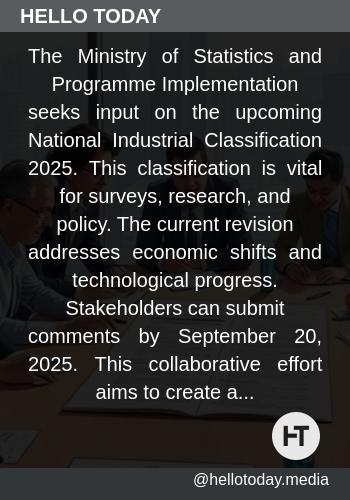 HELLO TODAY
The Ministry of Statistics and
Programme Implementation
seeks input on the upcoming
National Industrial Classification
2025. This classification is vital
for surveys, research, and
policy. The current revision
addresses economic shifts and
technological progress.
Stakeholders can submit
comments by September 20,
2025. This collaborative effort
aims to create a...
HT
@hellotoday.media